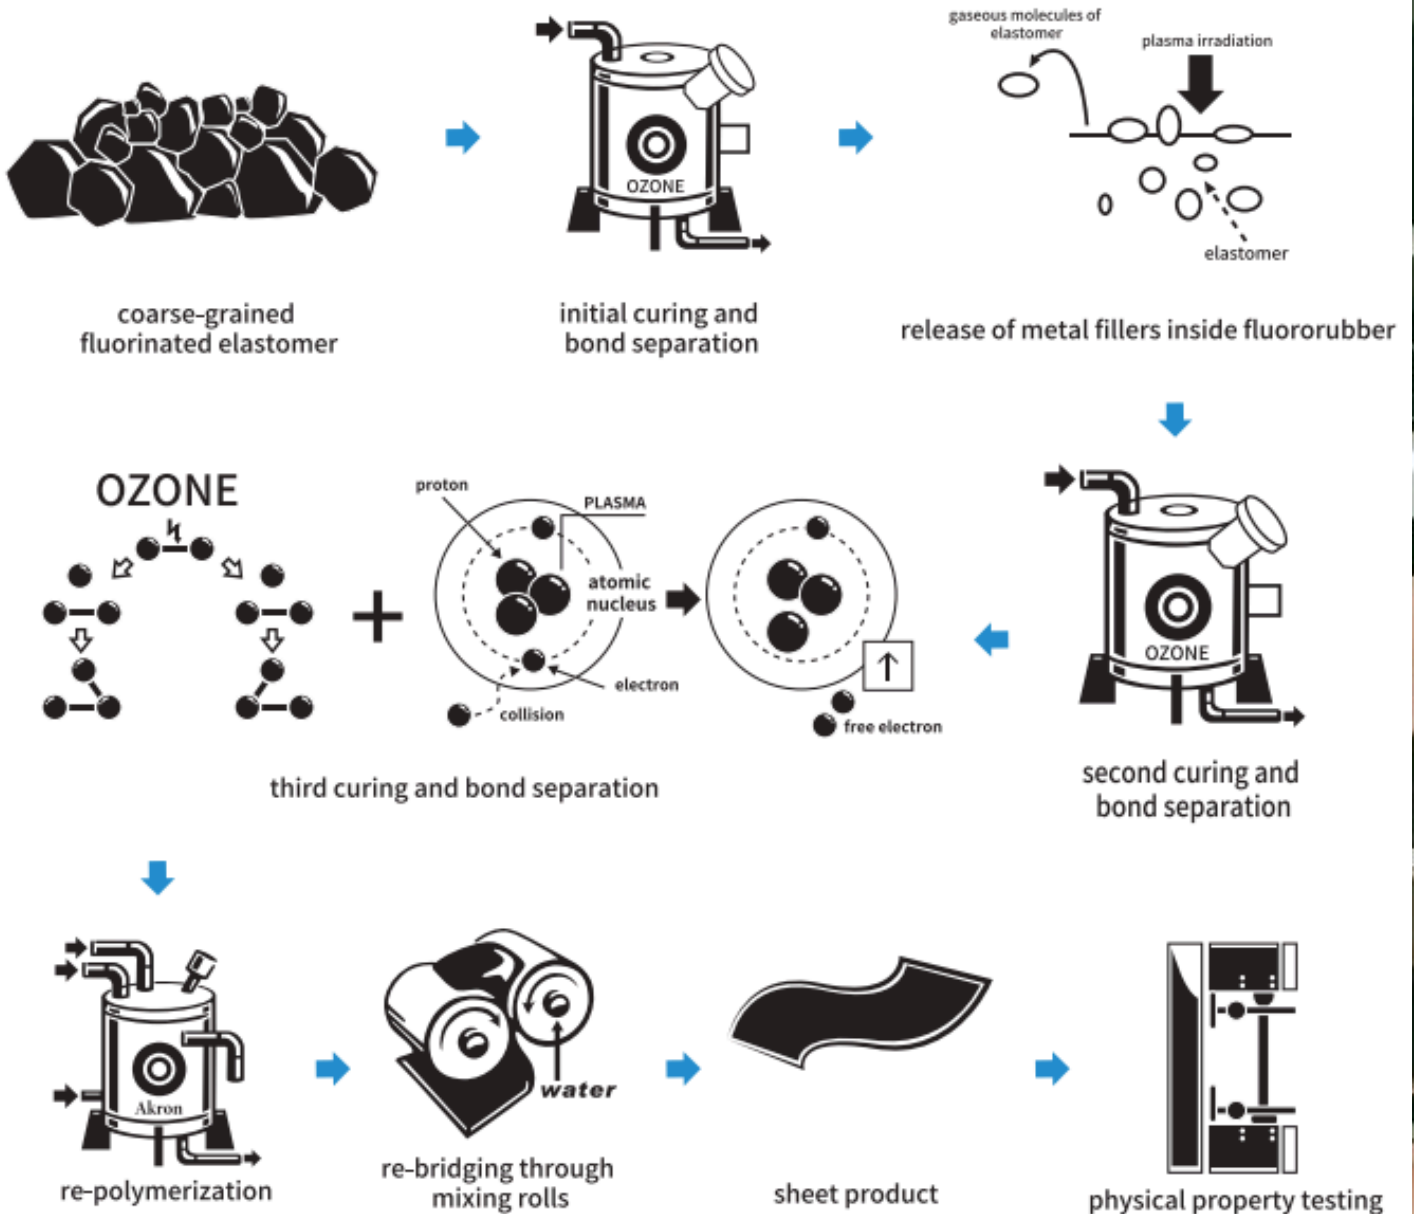 gaseous molecules of
elastomer
plasma irradiation
OZONE
elastomer
coarse-grained
fluorinated elastomer
initial curing and
bond separation
release of metal fillers inside fluororubber
OZONE
proton
PLASMA
atomic
nucleus
electron
collision
free electron
OZONE
third curing and bond separation
second curing and
bond separation
Akron
water
re-polymerization
re-bridging through
mixing rolls
sheet product
physical property testing